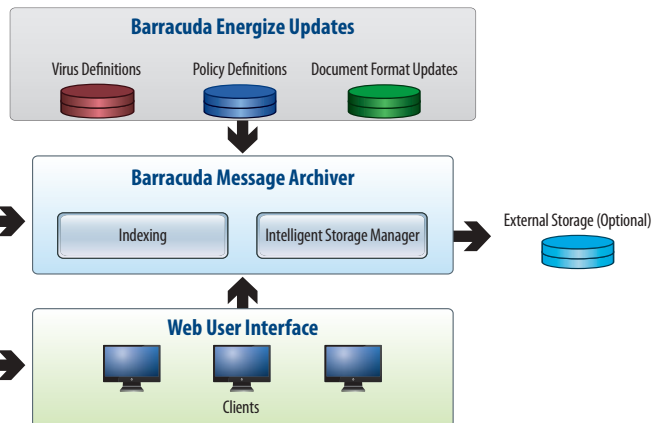 Barracuda Energize Updates
Virus Definitions
Policy Definitions
Document Format Updates
Barracuda Message Archiver
Indexing
Intelligent Storage Manager
External Storage (Optional)
Web User Interface
Clients